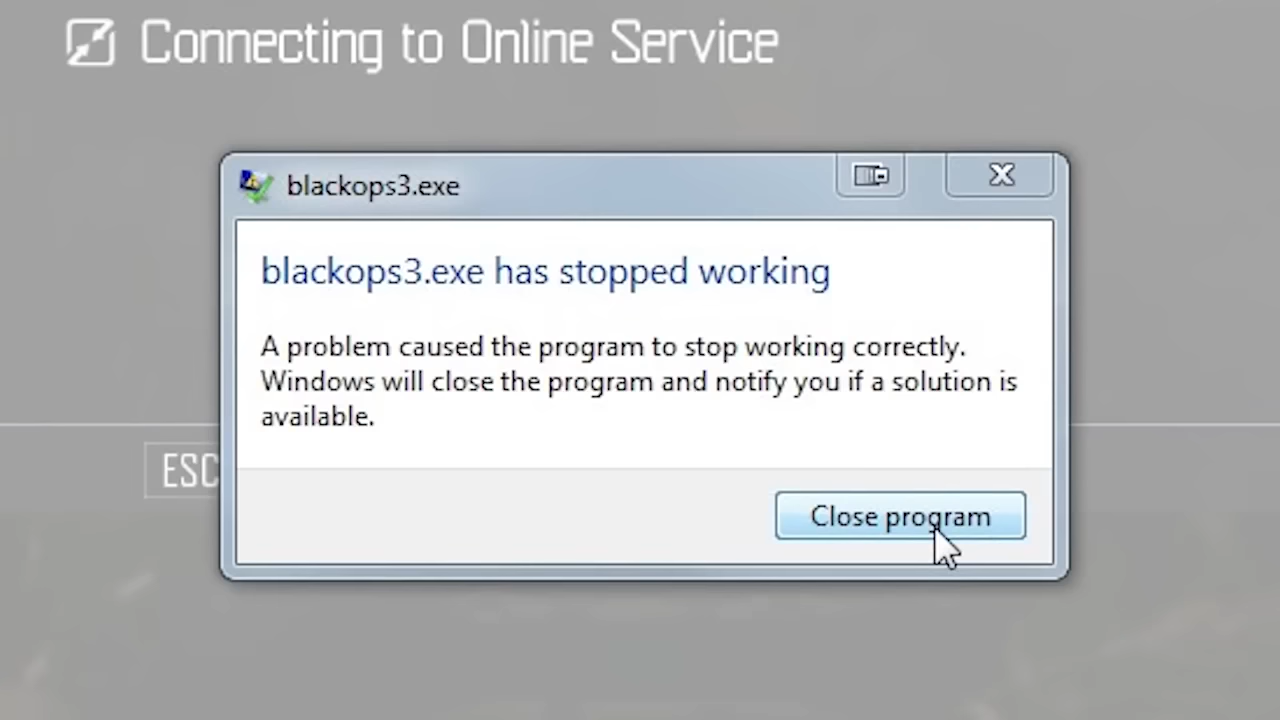 Connecting to Online Service
blackops3.exe
blackops3.exe has stopped working
A problem caused the program to stop working correctly.
Windows will close the program and notify you if a solution is
available.
ESC
Close program